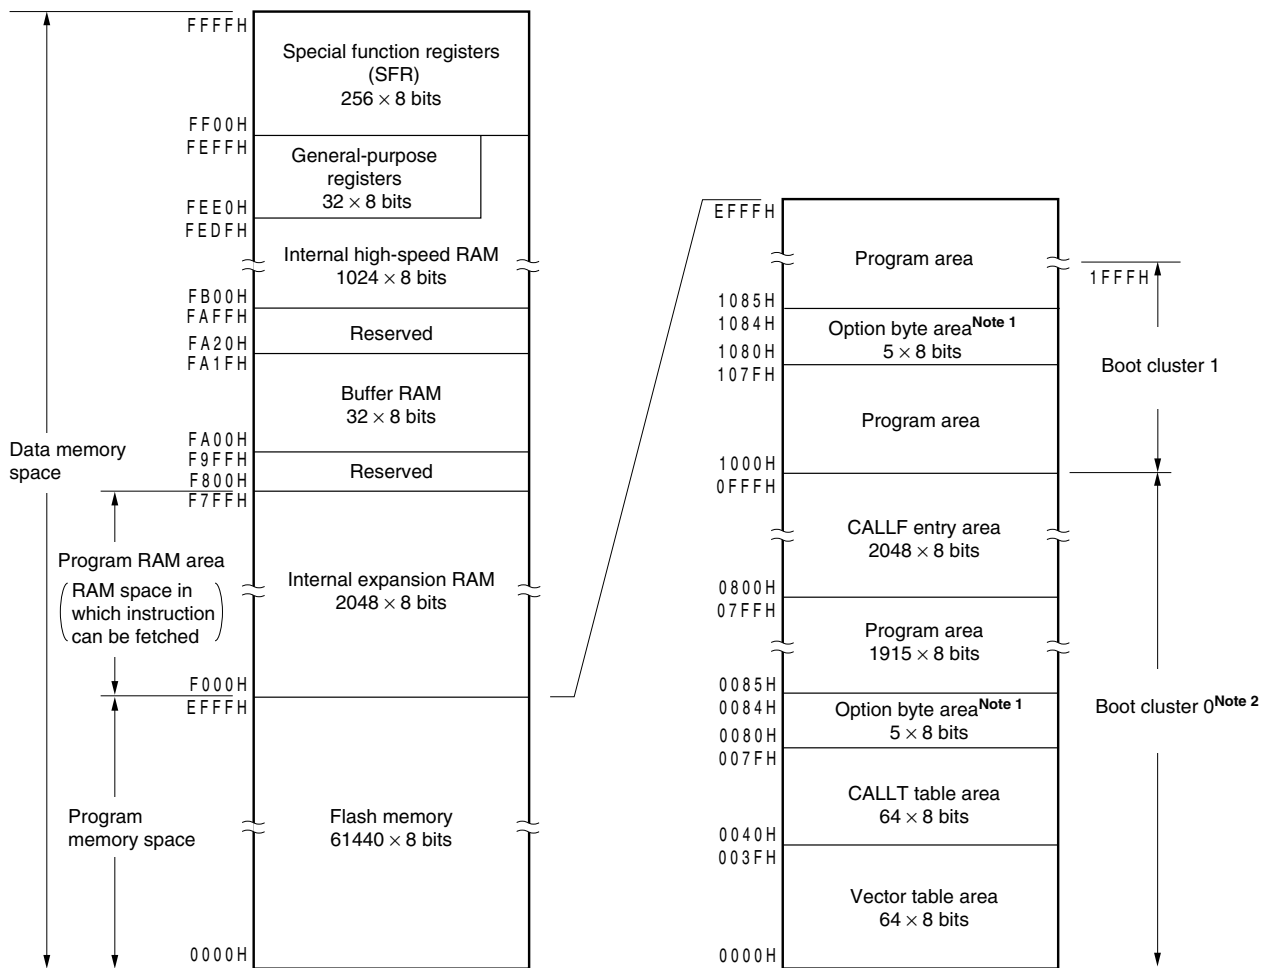 FFFFH
Special function registers
(SFR)
256 × 8 bits
FF00H
FEFFH
General-purpose
registers
32 × 8 bits
FEE0H
FEDFH
Internal high-speed RAM
1024 × 8 bits
FB00H
FAFFH
Reserved
FA20H
FA1FH
Buffer RAM
32 × 8 bits
FA00H
F9FFH
Reserved
F800H
F7FFH
Data memory
space
Program RAM area
(RAM space in
which instruction
can be fetched)
Internal expansion RAM
2048 × 8 bits
F000H
EFFFH
Program
memory space
Flash memory
61440 × 8 bits
0000H
EFFFH
Program area
1FFFH
1085H
1084H
Option byte area Note 1
5 × 8 bits
1080H
107FH
Boot cluster 1
Program area
1000H
0FFFH
CALLF entry area
2048 × 8 bits
0800H
07FFH
Program area
1915 × 8 bits
0085H
0084H
Option byte area Note 1
5 × 8 bits
0080H
007FH
Boot cluster 0 Note 2
CALLT table area
64 × 8 bits
0040H
003FH
Vector table area
64 × 8 bits
0000H